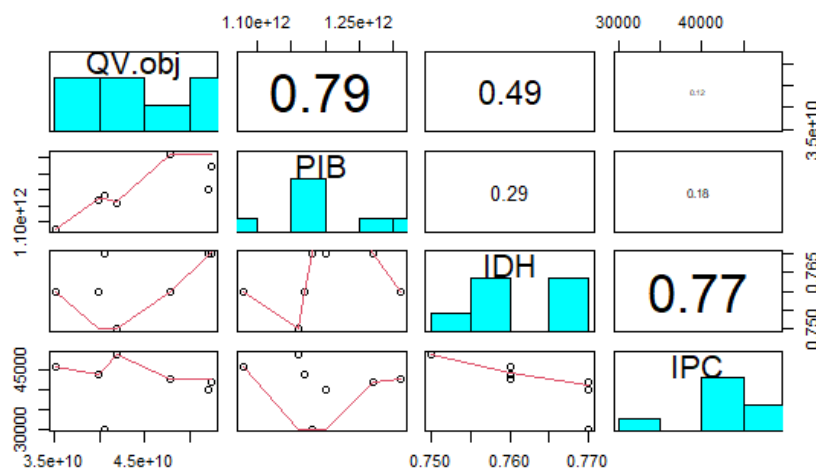 1.10e+12 1.25e+12 30000 40000
QV.obj 0.79 0.49 0.12
3.5e+10
1.10e+12
PIB 0.29 0.18
IDH 0.77
0.750 0.765
30000 45000
IPC
3.5e+10 4.5e+10 0.750 0.760 0.770